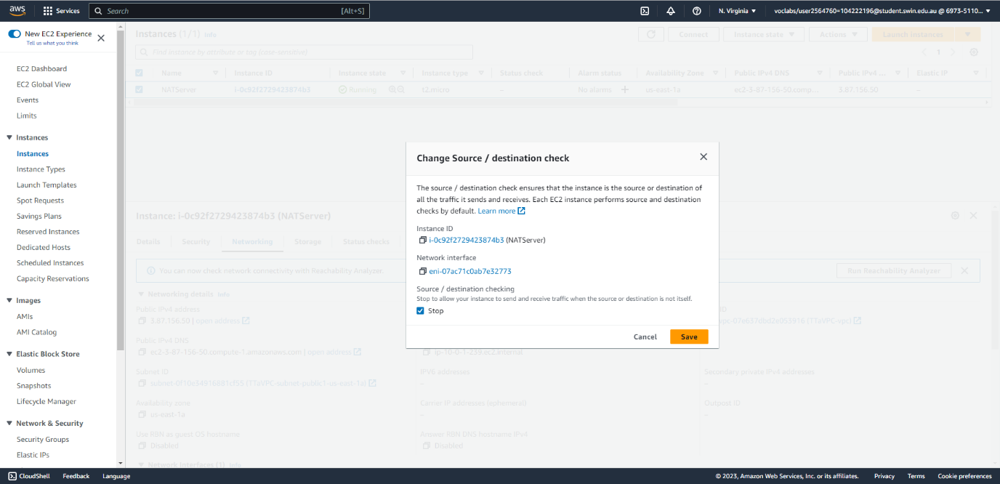 aws
Services
Search
[Alt+S]
N. Virginia
voclabs/user2564760=104222196@student.swin.edu.au @ 6973-5110...
New EC2 Experience
Tell us what you think
EC2 Dashboard
EC2 Global View
Events
Limits
Instances
Instances
Instance Types
Launch Templates
Spot Requests
Savings Plans
Reserved Instances
Dedicated Hosts
Scheduled Instances
Capacity Reservations
Images
AMIs
AMI Catalog
Elastic Block Store
Volumes
Snapshots
Lifecycle Manager
Network & Security
Security Groups
Elastic IPs
Instances (1/1) Info
Connect
Instance state
Actions
Launch instances
Find instance by attribute or tag (case-sensitive)
1
Name Instance ID Instance state Instance type Status check Alarm status Availability Zone Public IPv4 DNS Public IPv4 ... Elastic IP
NATServer i-0c92f2729423874b3 Running t2.micro – No alarms us-east-1a ec2-3-87-156-50.comp... 3.87.156.50 –
Change Source / destination check
The source / destination check ensures that the instance is the source or destination of
all the traffic it sends and receives. Each EC2 instance performs source and destination
checks by default. Learn more
Instance ID
i-0c92f2729423874b3 (NATServer)
Network interface
eni-07ac71c0ab7e32773
Source / destination checking
Stop to allow your instance to send and receive traffic when the source or destination is not itself.
Stop
Cancel
Save
Instance: i-0c92f2729423874b3 (NATServer)
Details Security Networking Storage Status checks
You can now check network connectivity with Reachability Analyzer.
Run Reachability Analyzer
Networking details Info
Public IPv4 address
3.87.156.50 | open address
ID
vpc-07e637dbd2e053916 (TTaVPC-vpc)
Public IPv4 DNS
ec2-3-87-156-50.compute-1.amazonaws.com | open address
ip-10-0-1-239.ec2.internal
Subnet ID
subnet-0f10e34916881cf55 (TTaVPC-subnet-public1-us-east-1a)
IPV6 addresses
–
Secondary private IPv4 addresses
–
Availability zone
us-east-1a
Carrier IP addresses (ephemeral)
–
Outpost ID
–
Use RBN as guest OS hostname
Disabled
Answer RBN DNS hostname IPv4
Disabled
Network Interfaces (1) Info
CloudShell
Feedback
Language
© 2023, Amazon Web Services, Inc. or its affiliates.
Privacy
Terms
Cookie preferences